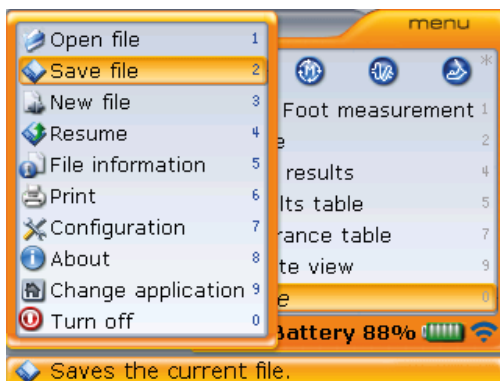 menu
Open file 1
Save file 2
New file 3
Resume 4
File information 5
Print 6
Configuration 7
About 8
Change application 9
Turn off 0
*
Foot measurement 1
2
results 4
lts table 5
rance table 7
te view 9
e 0
Battery 88%
Saves the current file.